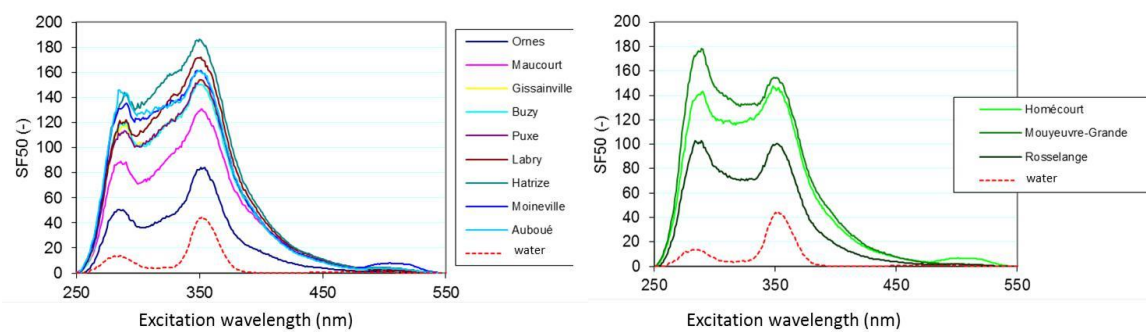 200
180
160
140
120
100
80
60
40
20
0
SF50 (-)
250
350
450
550
Excitation wavelength (nm)
Ornes
Maucourt
Gissainville
Buzy
Puxe
Labry
Hatrize
Moineville
Auboué
water
200
180
160
140
120
100
80
60
40
20
0
SF50 (-)
250
350
450
550
Excitation wavelength (nm)
Homécourt
Mouyeuvre-Grande
Rosselange
water